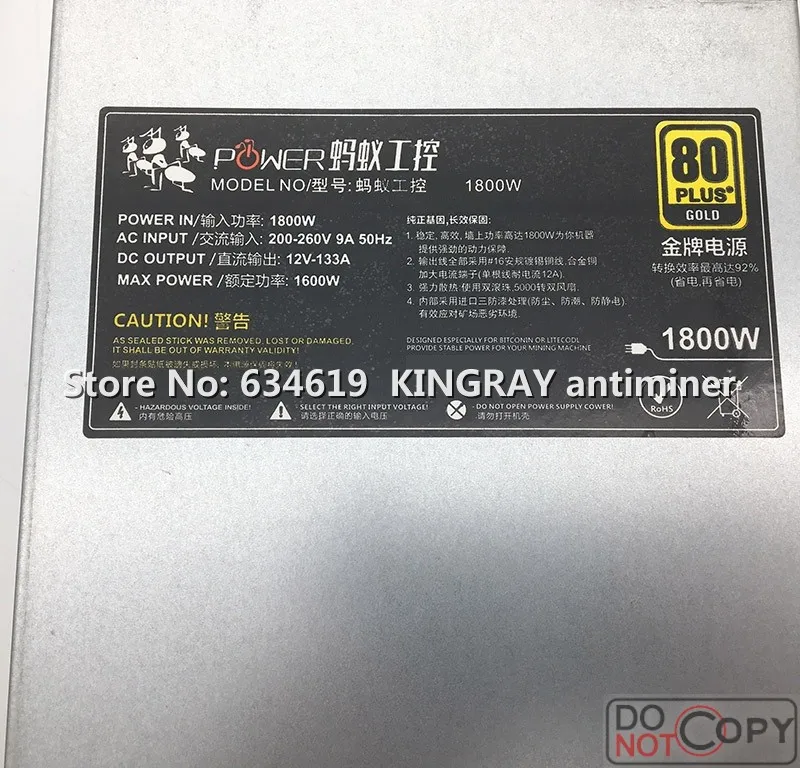 POWER 蚂蚁工控
MODEL NO/型号: 蚂蚁工控 1800W
80
PLUS
GOLD
金牌电源
转换效率最高达92%
(省电,再省电)
1800W
POWER IN/输入功率: 1800W
AC INPUT /交流输入: 200-260V 9A 50Hz
DC OUTPUT / 直流输出: 12V-133A
MAX POWER / 额定功率: 1600W
纯正基因,长效保固:
1. 稳定, 高效, 墙上功率高达1800W为你机器
提供强劲的动力保障.
2. 输出线全部采用#16安规镀锡铜线, 合金铜
加大电流端子(单根线耐电流12A).
3. 强力散热:使用双滚珠,5000转双风扇.
4. 内部采用进口三防漆处理(防尘、防潮、防静电).
有效应对矿场恶劣环境.
CAUTION! 警告
AS SEALED STICK WAS REMOVED, LOST OR DAMAGED,
IT SHALL BE OUT OF WARRANTY VALIDITY!
DESIGNED ESPECIALLY FOR BITCONIN OR LITECODL
PROVIDE STABLE POWER FOR YOUR MINING MACHINE
Store No: 634619 KINGRAY antiminer
- HAZARDOUS VOLTAGE INSIDE!
内有危险高压
- SELECT THE RIGHT INPUT VOLTAGE!
请选择正确的输入电压
- DO NOT OPEN POWER SUPPLY COWER!
请勿打开机壳
RoHS
DO NOT COPY